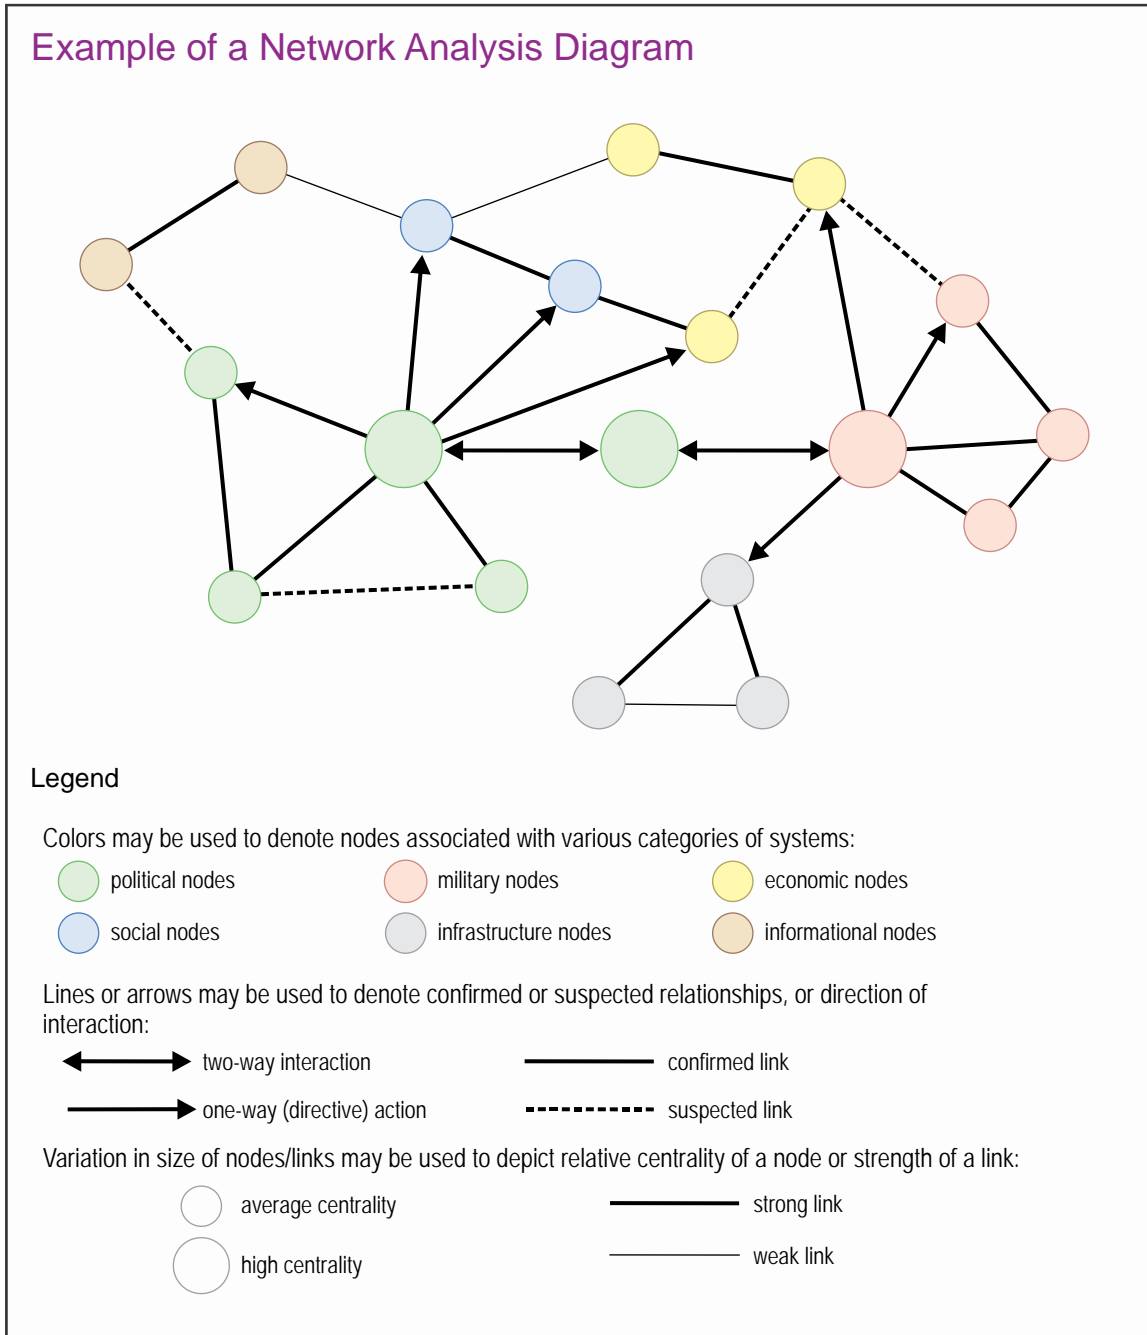 Example of a Network Analysis Diagram
Legend
Colors may be used to denote nodes associated with various categories of systems:
political nodes
military nodes
economic nodes
social nodes
infrastructure nodes
informational nodes
Lines or arrows may be used to denote confirmed or suspected relationships, or direction of
interaction:
two-way interaction
confirmed link
one-way (directive) action
suspected link
Variation in size of nodes/links may be used to depict relative centrality of a node or strength of a link:
average centrality
strong link
high centrality
weak link